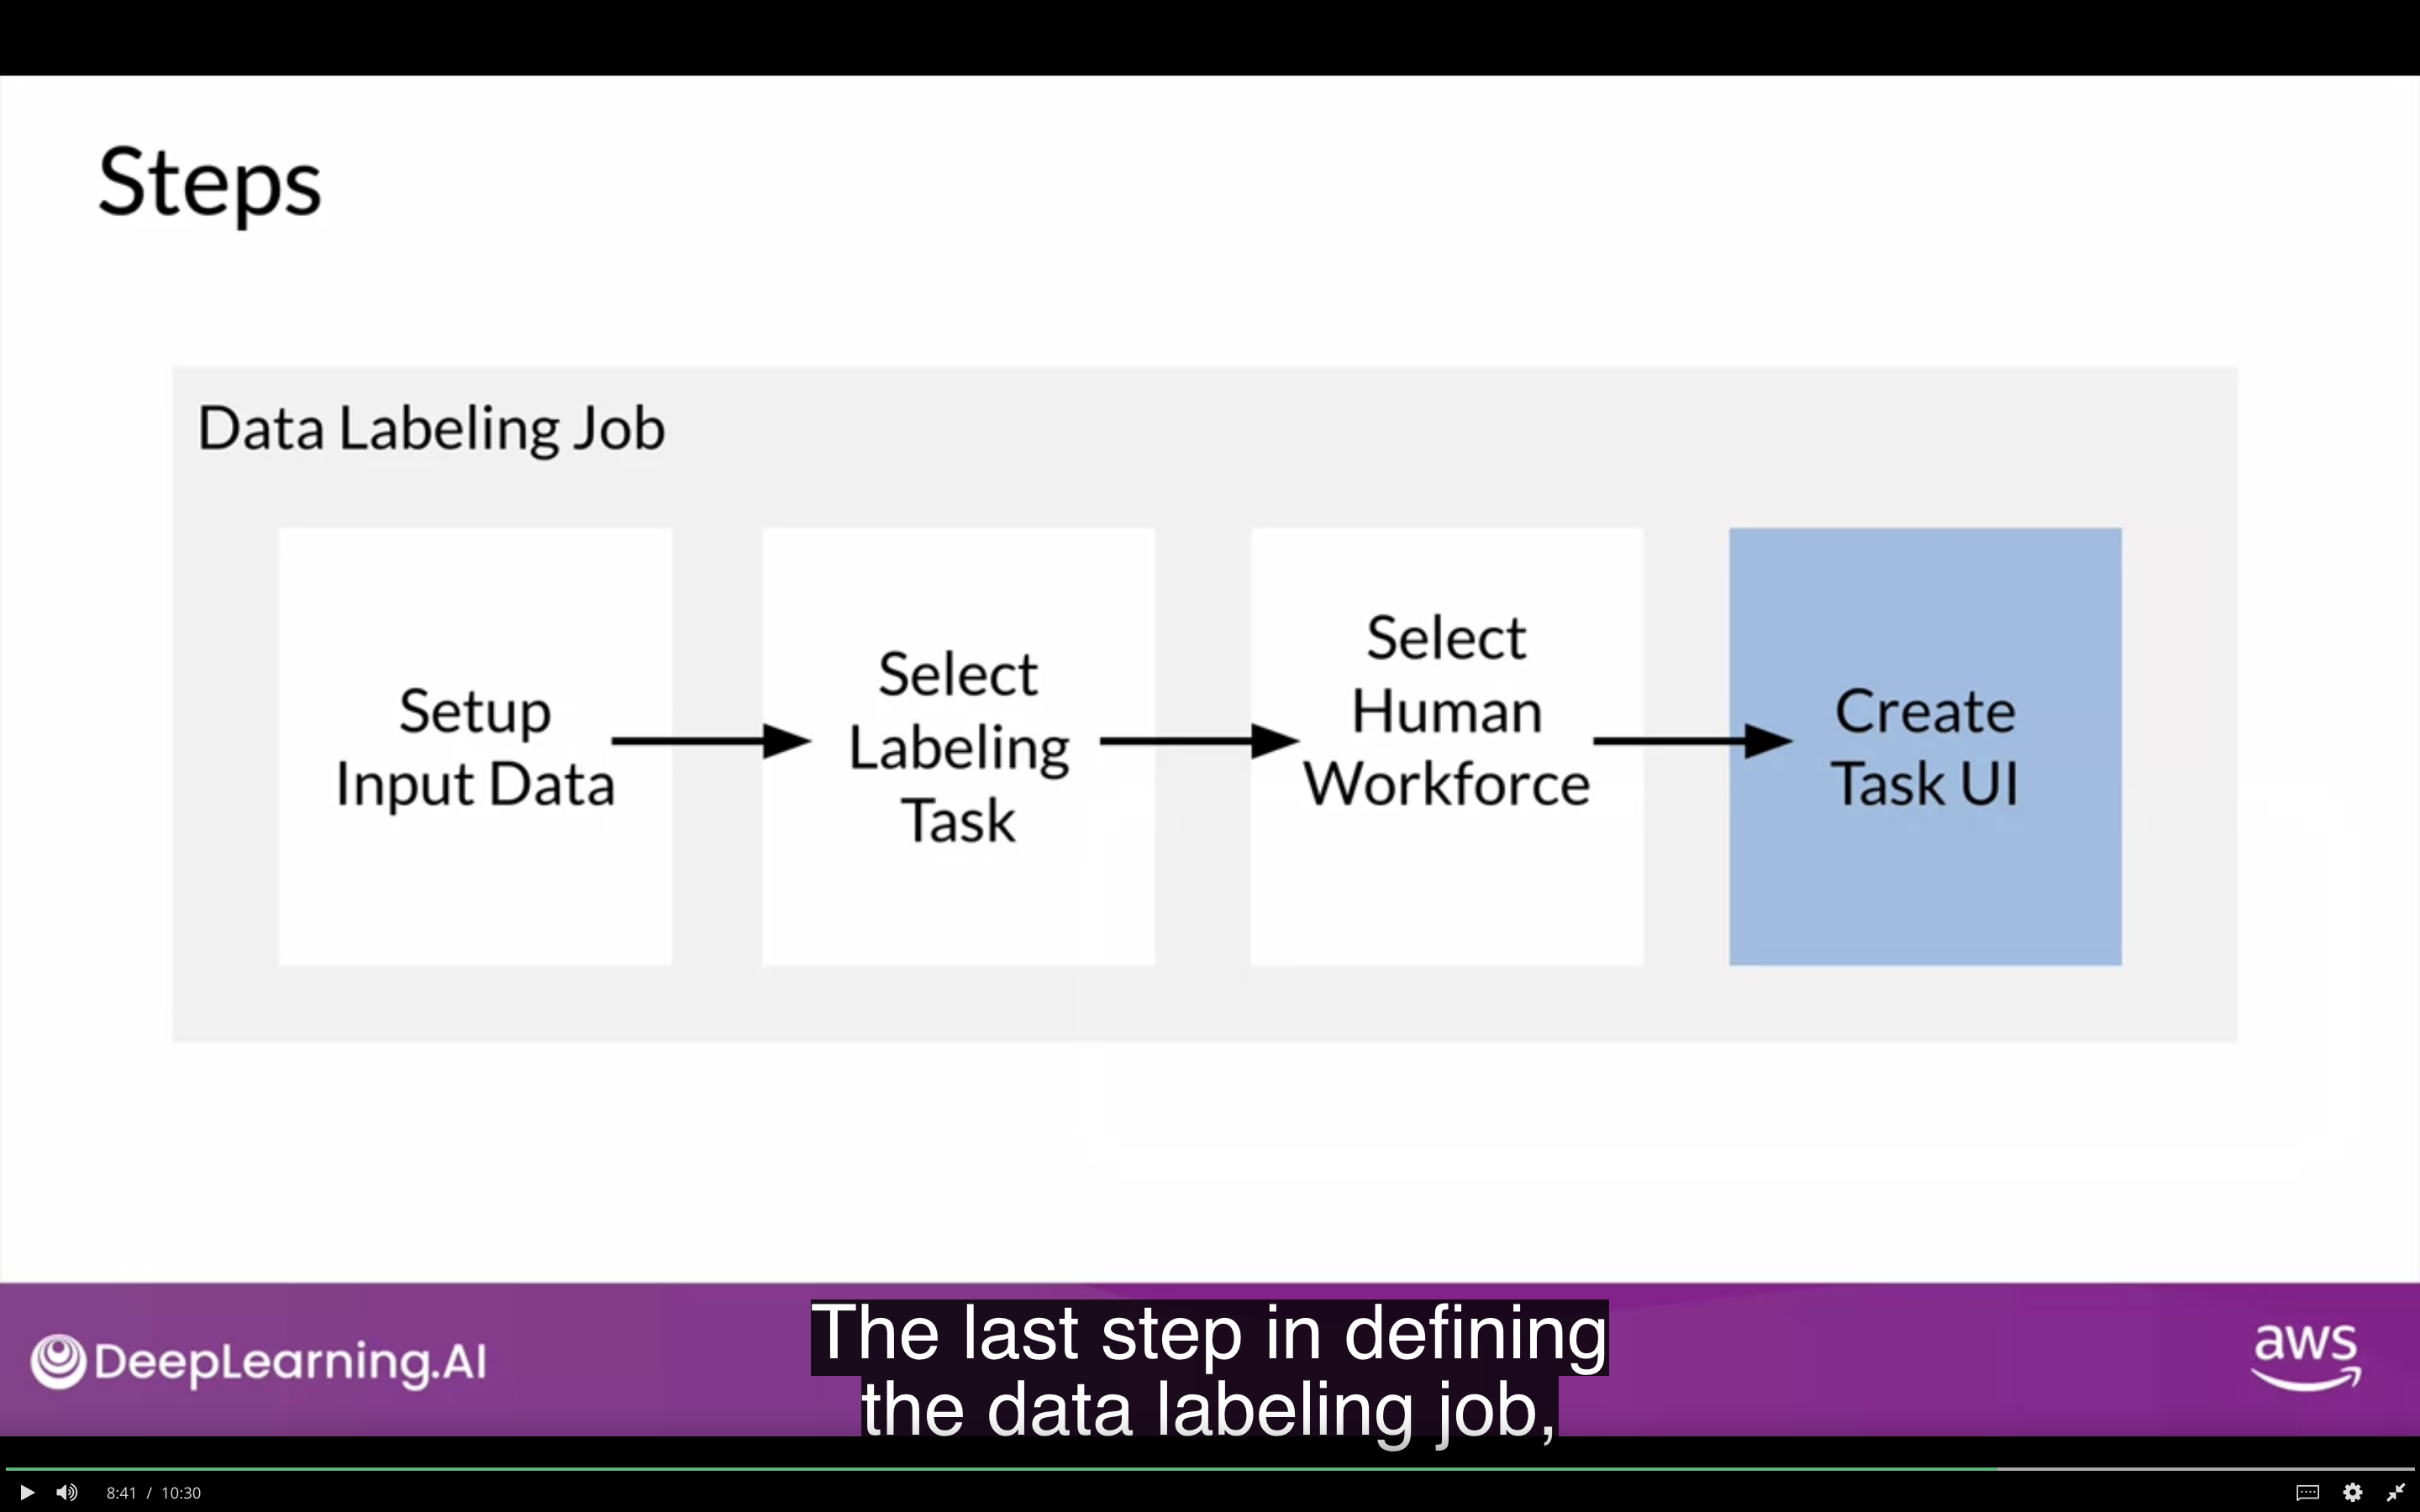 Steps
Data Labeling Job
Setup
Input Data
Select
Labeling
Task
Select
Human
Workforce
Create
Task UI
DeepLearning.AI
The last step in defining
the data labeling job,
aws
8:41 / 10:30